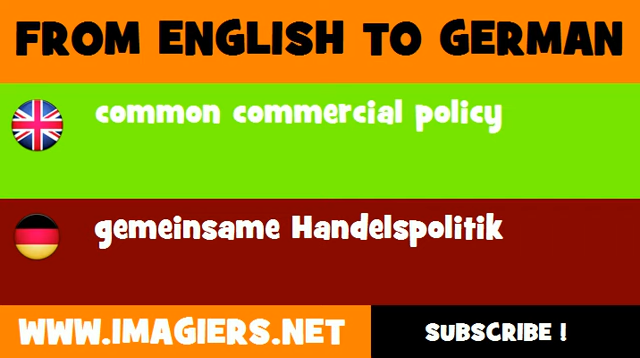 FROM ENGLISH TO GERMAN
common commercial policy
gemeinsame Handelspolitik
WWW.IMAGIERS.NET
SUBSCRIBE !